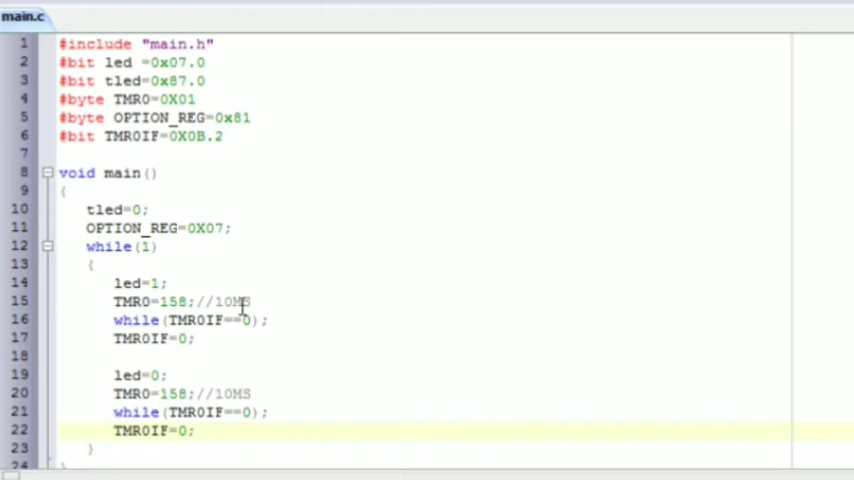 main.c
1 #include "main.h"
2 #bit led =0x07.0
3 #bit tled=0x87.0
4 #byte TMR0=0X01
5 #byte OPTION_REG=0x81
6 #bit TMR0IF=0X0B.2
7
8 void main()
9 {
10 tled=0;
11 OPTION_REG=0X07;
12 while(1)
13 {
14 led=1;
15 TMR0=158;//10MS
16 while(TMR0IF==0);
17 TMR0IF=0;
18
19 led=0;
20 TMR0=158;//10MS
21 while(TMR0IF==0);
22 TMR0IF=0;
23 }
24 }